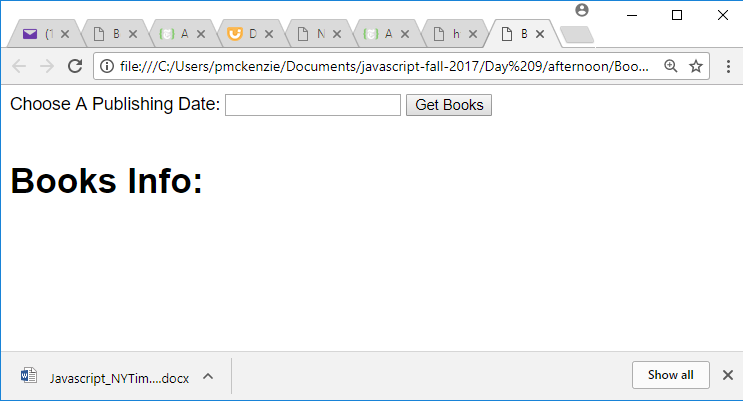 (1 B A D N A h B
file:///C:/Users/pmckenzie/Documents/javascript-fall-2017/Day%209/afternoon/Boo...
Choose A Publishing Date: Get Books
Books Info:
Javascript_NYTim....docx Show all